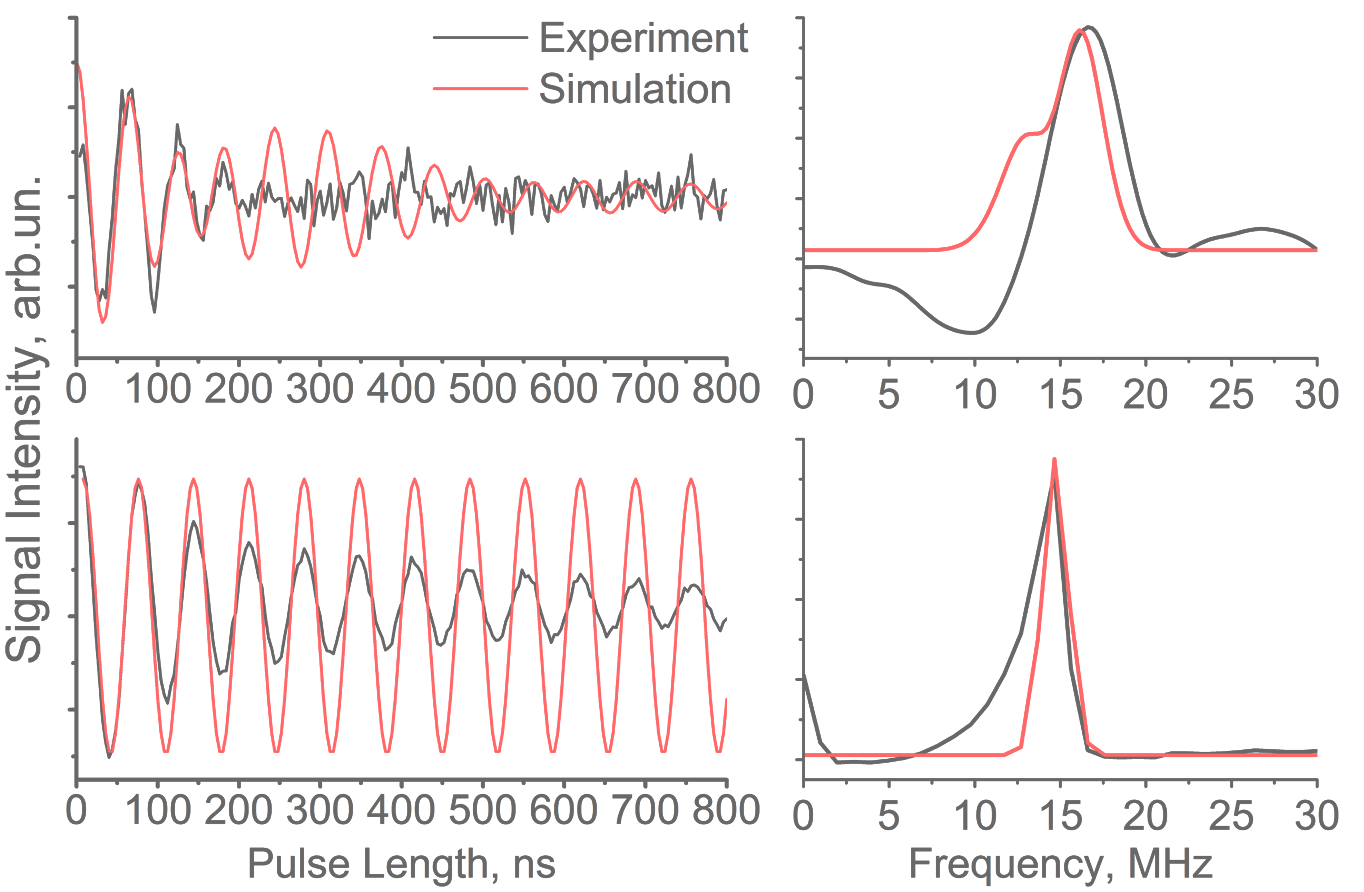 Experiment
Simulation
Signal Intensity, arb.un.
0 100 200 300 400 500 600 700 800
0 5 10 15 20 25 30
0 100 200 300 400 500 600 700 800
0 5 10 15 20 25 30
Pulse Length, ns
Frequency, MHz